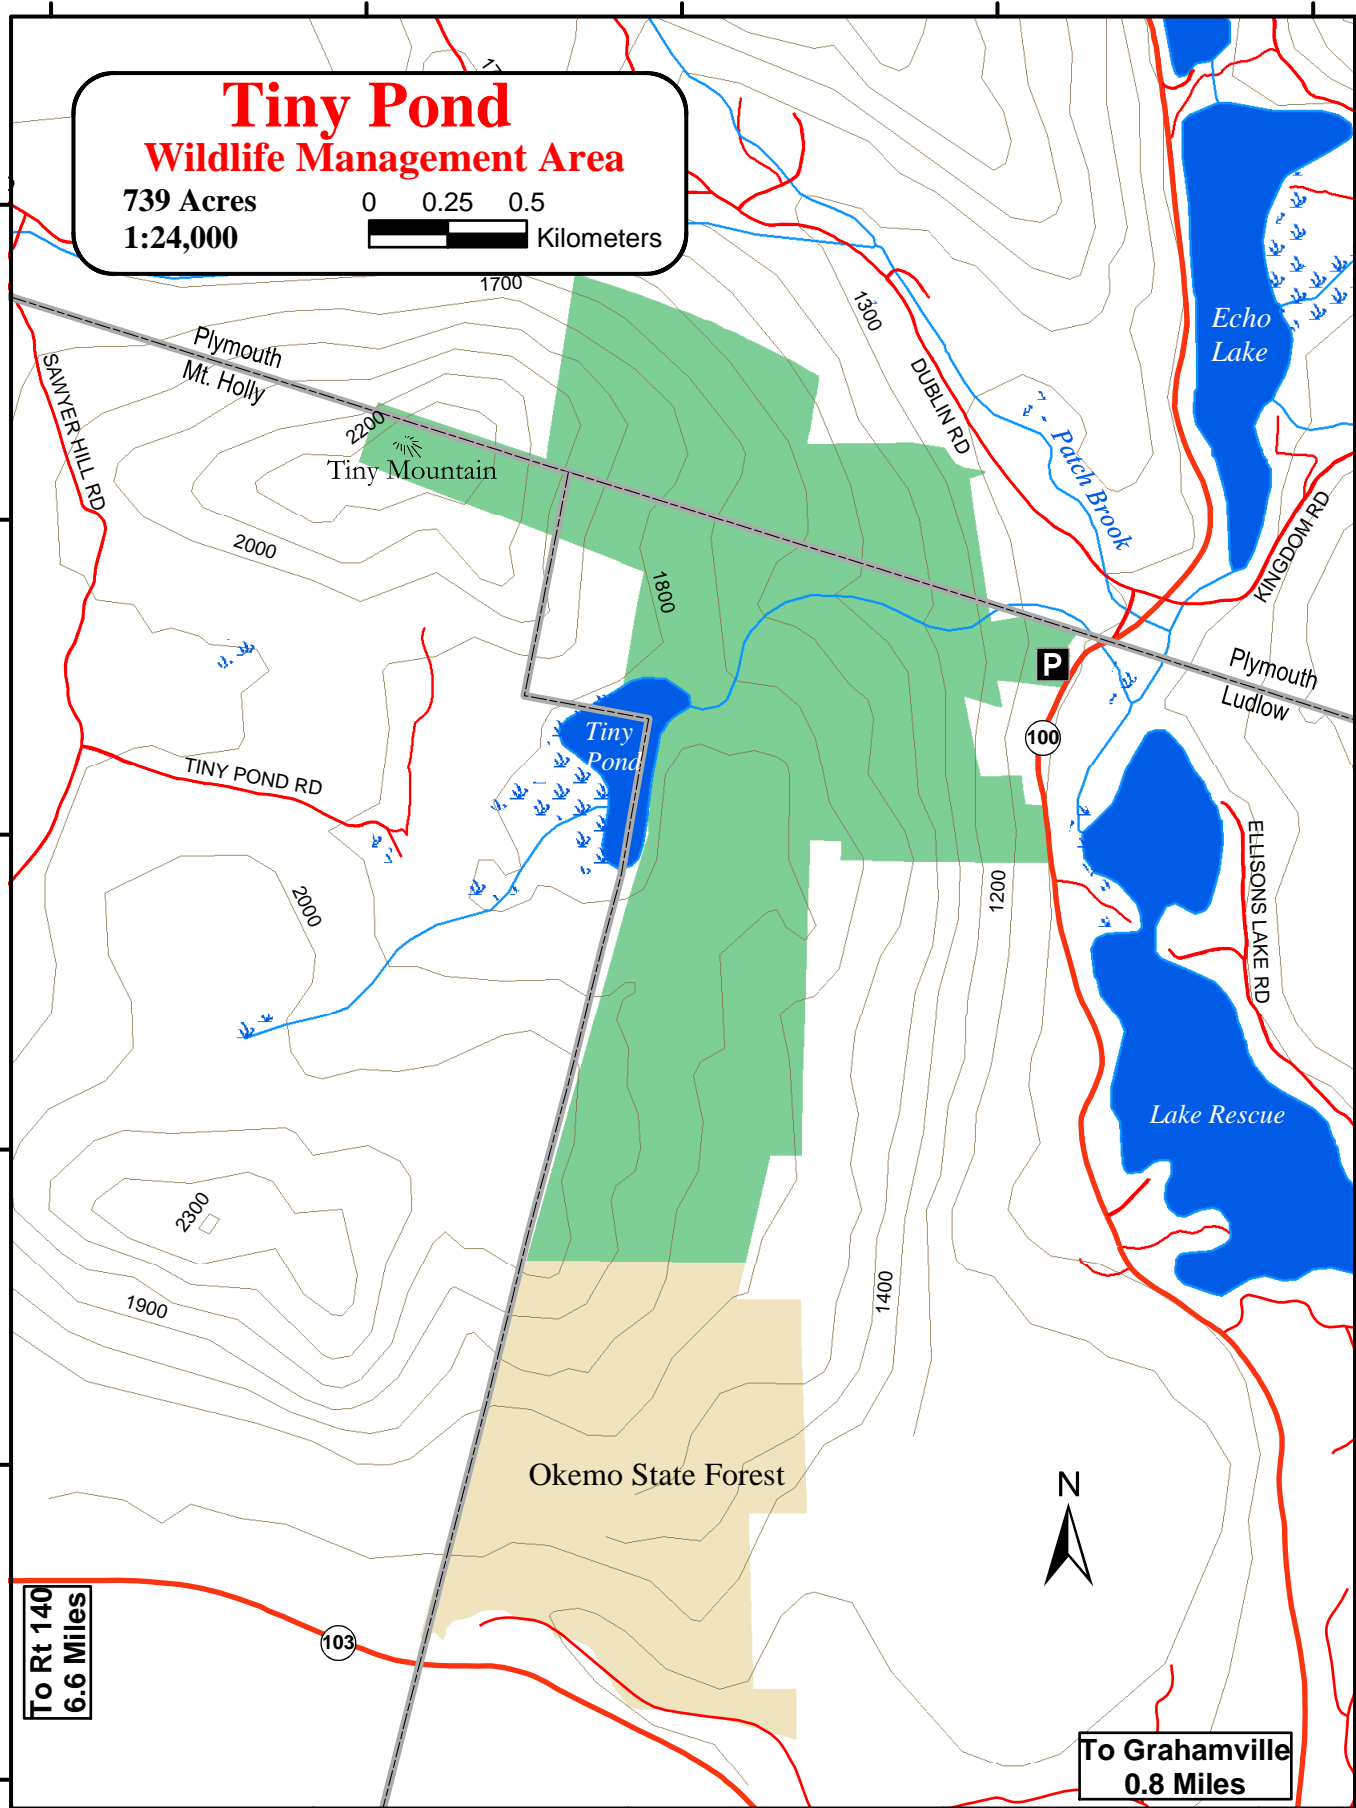 Tiny Pond
Wildlife Management Area
739 Acres
1:24,000
0 0.25 0.5
Kilometers
1700
1300
Plymouth
Mt. Holly
SAWYER HILL RD
2200
Tiny Mountain
2000
1800
DUBLIN RD
Patch Brook
Echo
Lake
KINGDOM RD
P
Plymouth
Ludlow
100
Tiny
Pond
TINY POND RD
2000
1200
ELLISONS LAKE RD
Lake Rescue
2300
1900
1400
Okemo State Forest
N
To Rt 140
6.6 Miles
103
To Grahamville
0.8 Miles